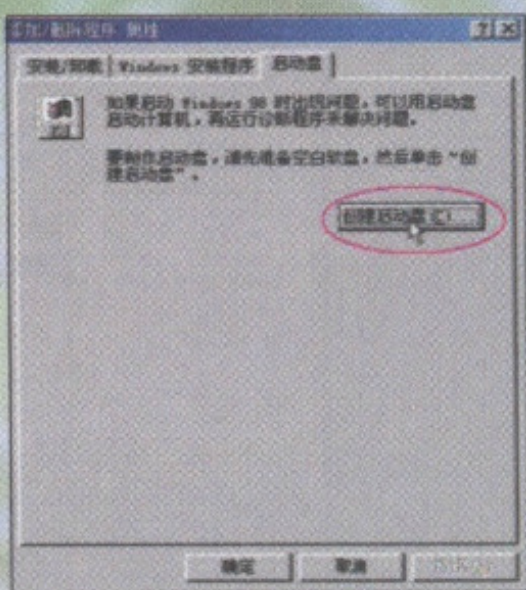 添加/删除程序 属性
安装/卸载 Windows 安装程序 启动盘
如果启动 Windows 98 时出现问题，可以用启动盘
启动计算机，再运行诊断程序来解决问题。
要制作启动盘，请先准备空白软盘，然后单击“创
建启动盘”。
创建启动盘(C)...
确定 取消